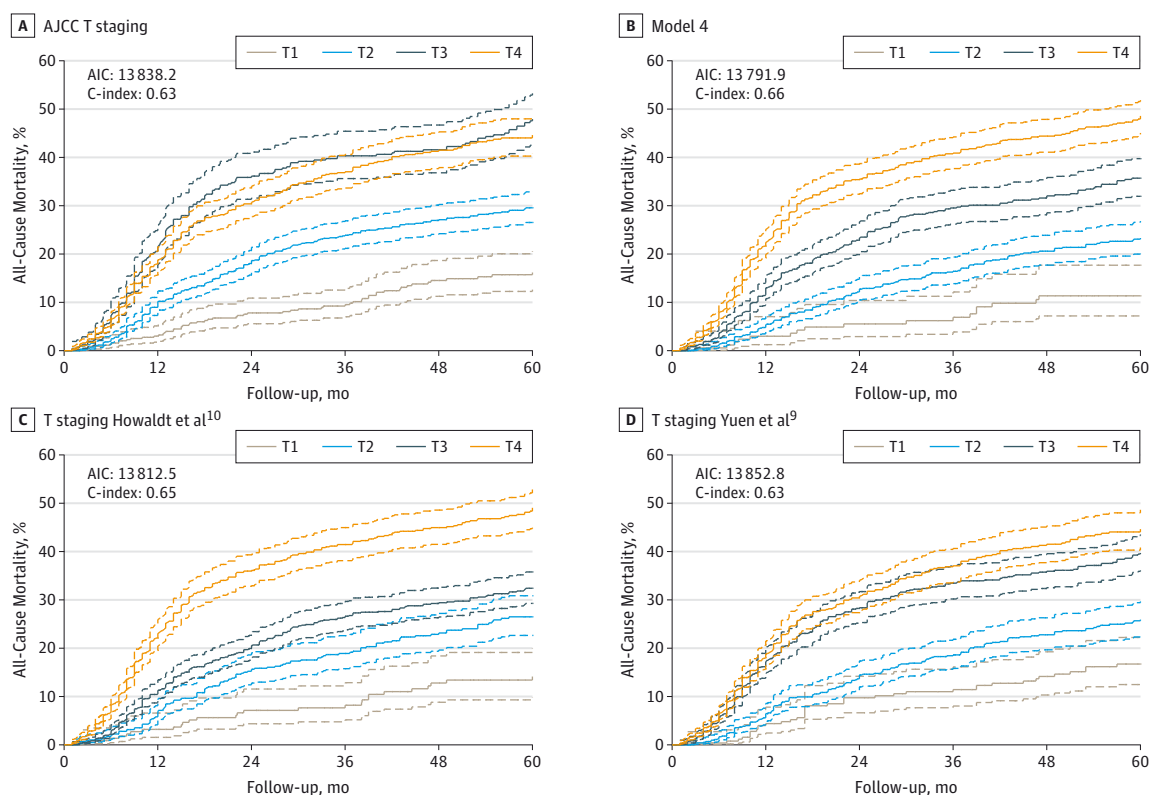 A AJCC T staging
T1 T2 T3 T4
AIC: 13 838.2
C-index: 0.63
All-Cause Mortality, %
60
50
40
30
20
10
0
0 12 24 36 48 60
Follow-up, mo
B Model 4
T1 T2 T3 T4
AIC: 13 791.9
C-index: 0.66
All-Cause Mortality, %
60
50
40
30
20
10
0
0 12 24 36 48 60
Follow-up, mo
C T staging Howaldt et al10
T1 T2 T3 T4
AIC: 13 812.5
C-index: 0.65
All-Cause Mortality, %
60
50
40
30
20
10
0
0 12 24 36 48 60
Follow-up, mo
D T staging Yuen et al9
T1 T2 T3 T4
AIC: 13 852.8
C-index: 0.63
All-Cause Mortality, %
60
50
40
30
20
10
0
0 12 24 36 48 60
Follow-up, mo